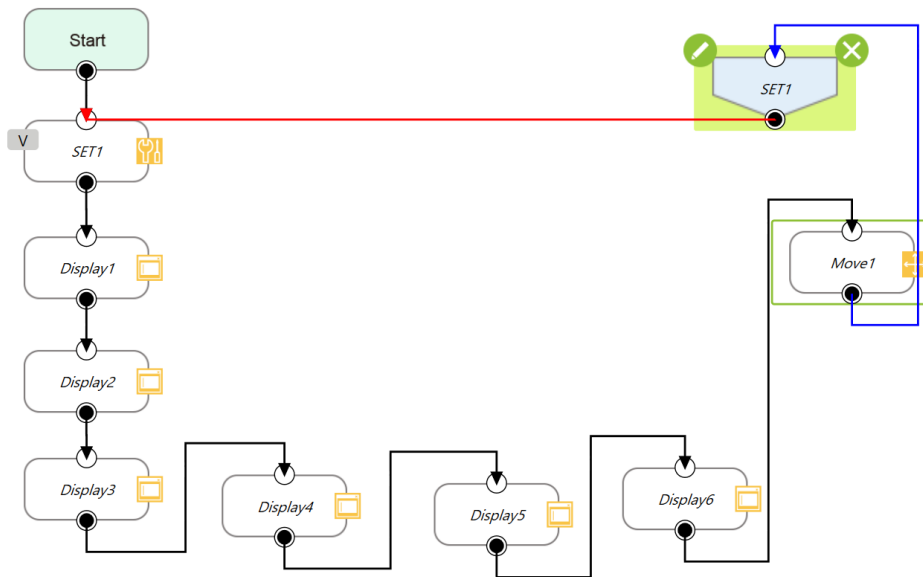 Start
SET1
V
SET1
Display1
Move1
Display2
Display3
Display4
Display5
Display6